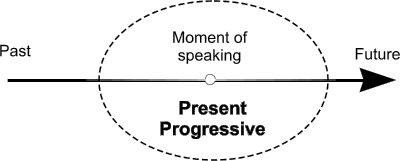 Moment of
speaking
Past
Future
Present
Progressive